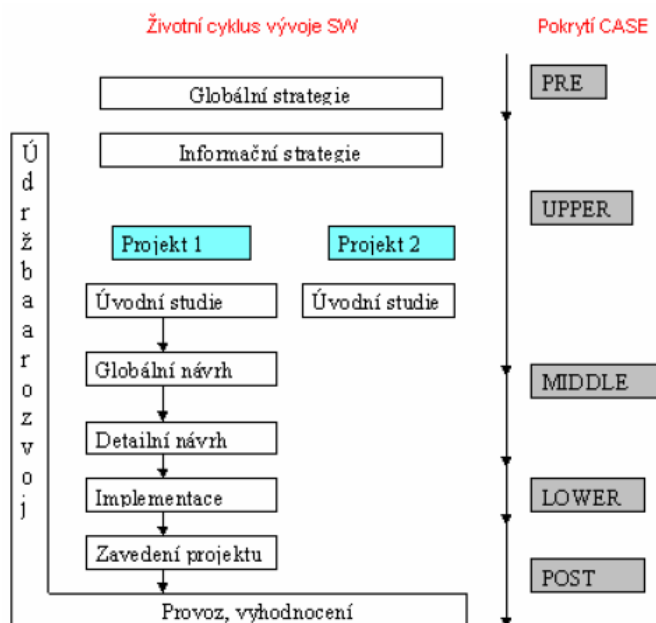 Životní cyklus vývoje SW
Pokrytí CASE
Globální strategie
PRE
Informační strategie
Údržba a rozvoj
UPPER
Projekt 1
Projekt 2
Úvodní studie
Úvodní studie
Globální návrh
MIDDLE
Detailní návrh
Implementace
LOWER
Zavedení projektu
POST
Provoz, vyhodnocení